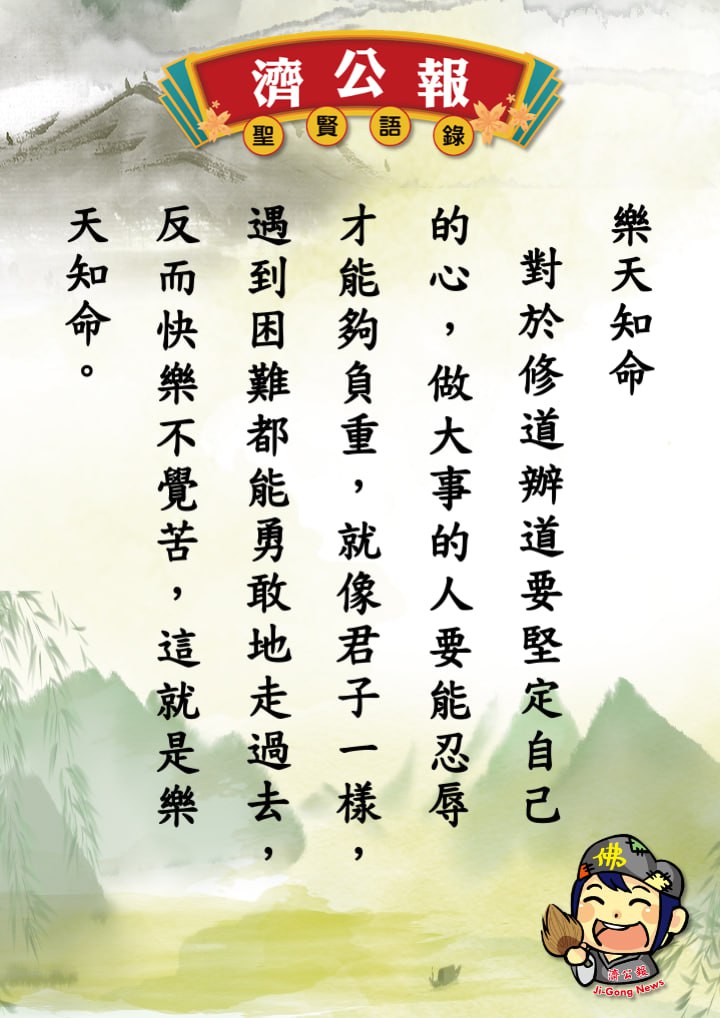 濟公報
聖賢語錄
樂天知命
對於修道辦道要堅定自己
的心，做大事的人要能忍辱
才能夠負重，就像君子一樣，
遇到困難都能勇敢地走過去，
反而快樂不覺苦，這就是樂
天知命。
佛
濟公報
Ji-Gong News